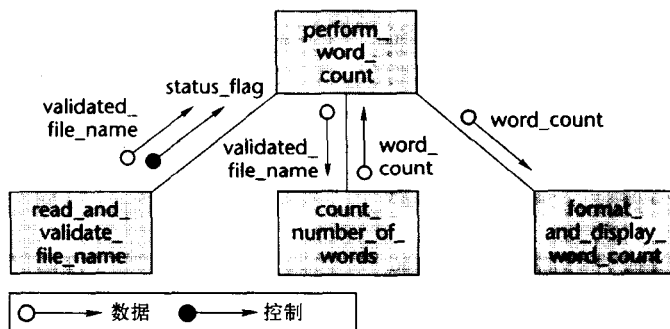 perform_
word_
count
status_flag
validated_
file_name
validated_
file_name
word_
count
word_count
read_and_
validate_
file_name
count_
number_of_
words
format_
and_display_
word_count
数据
控制